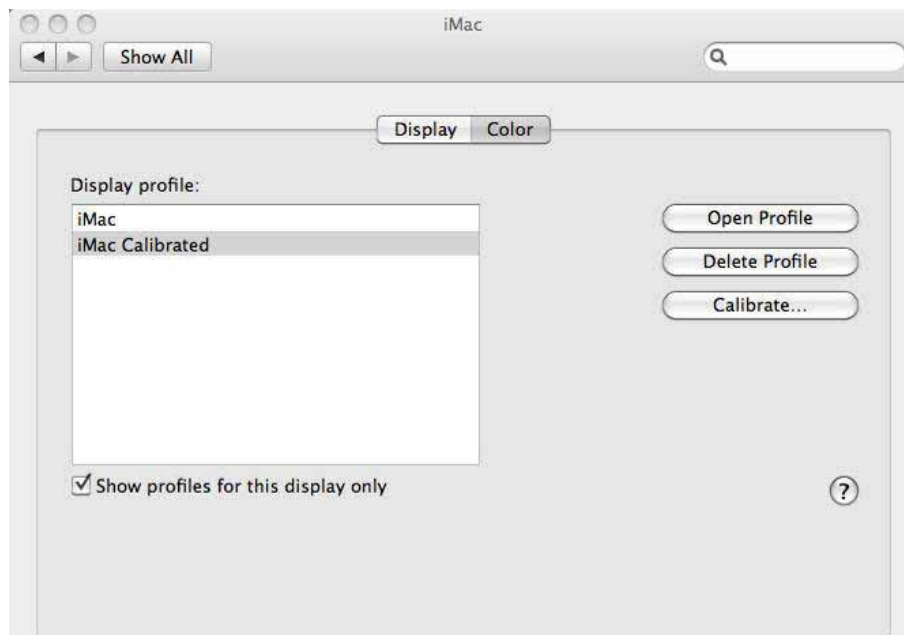 iMac
Show All
Display Color
Display profile:
iMac
iMac Calibrated
Open Profile
Delete Profile
Calibrate...
Show profiles for this display only
?